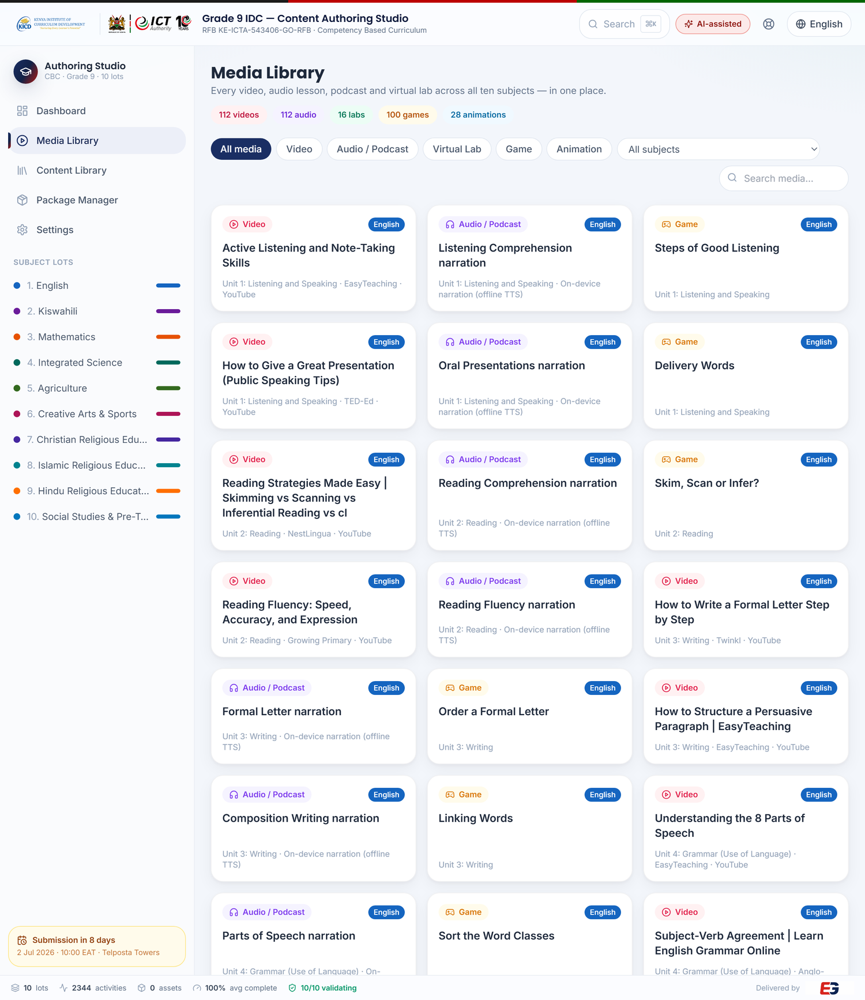 KICD
KENYA INSTITUTE OF
CURRICULUM DEVELOPMENT
REPUBLIC OF KENYA
ICT
Authority
10
YEARS
Grade 9 IDC — Content Authoring Studio
RFB KE-ICTA-543406-GO-RFB · Competency Based Curriculum
Search
⌘K
AI-assisted
English
Authoring Studio
CBC · Grade 9 · 10 lots
Dashboard
Media Library
Content Library
Package Manager
Settings
SUBJECT LOTS
1. English
2. Kiswahili
3. Mathematics
4. Integrated Science
5. Agriculture
6. Creative Arts & Sports
7. Christian Religious Edu...
8. Islamic Religious Educ...
9. Hindu Religious Educat...
10. Social Studies & Pre-T...
Submission in 8 days
2 Jul 2026 · 10:00 EAT · Telposta Towers
Media Library
Every video, audio lesson, podcast and virtual lab across all ten subjects — in one place.
112 videos
112 audio
16 labs
100 games
28 animations
All media
Video
Audio / Podcast
Virtual Lab
Game
Animation
All subjects
Search media...
Video
English
Active Listening and Note-Taking
Skills
Unit 1: Listening and Speaking · EasyTeaching ·
YouTube
Audio / Podcast
English
Listening Comprehension
narration
Unit 1: Listening and Speaking · On-device
narration (offline TTS)
Game
English
Steps of Good Listening
Unit 1: Listening and Speaking
Video
English
How to Give a Great Presentation
(Public Speaking Tips)
Unit 1: Listening and Speaking · TED-Ed ·
YouTube
Audio / Podcast
English
Oral Presentations narration
Unit 1: Listening and Speaking · On-device
narration (offline TTS)
Game
English
Delivery Words
Unit 1: Listening and Speaking
Video
English
Reading Strategies Made Easy |
Skimming vs Scanning vs
Inferential Reading vs cl
Unit 2: Reading · NestLingua · YouTube
Audio / Podcast
English
Reading Comprehension narration
Unit 2: Reading · On-device narration (offline
TTS)
Game
English
Skim, Scan or Infer?
Unit 2: Reading
Video
English
Reading Fluency: Speed,
Accuracy, and Expression
Unit 2: Reading · Growing Primary · YouTube
Audio / Podcast
English
Reading Fluency narration
Unit 2: Reading · On-device narration (offline
TTS)
Video
English
How to Write a Formal Letter Step
by Step
Unit 3: Writing · Twinkl · YouTube
Audio / Podcast
English
Formal Letter narration
Unit 3: Writing · On-device narration (offline
TTS)
Game
English
Order a Formal Letter
Unit 3: Writing
Video
English
How to Structure a Persuasive
Paragraph | EasyTeaching
Unit 3: Writing · EasyTeaching · YouTube
Audio / Podcast
English
Composition Writing narration
Unit 3: Writing · On-device narration (offline
TTS)
Game
English
Linking Words
Unit 3: Writing
Video
English
Understanding the 8 Parts of
Speech
Unit 4: Grammar (Use of Language) ·
EasyTeaching · YouTube
Audio / Podcast
English
Parts of Speech narration
Unit 4: Grammar (Use of Language) · On-
Game
English
Sort the Word Classes
Video
English
Subject-Verb Agreement | Learn
English Grammar Online
Unit 4: Grammar (Use of Language) · Anglo-
10 lots
2344 activities
0 assets
100% avg complete
10/10 validating
Delivered by
EG